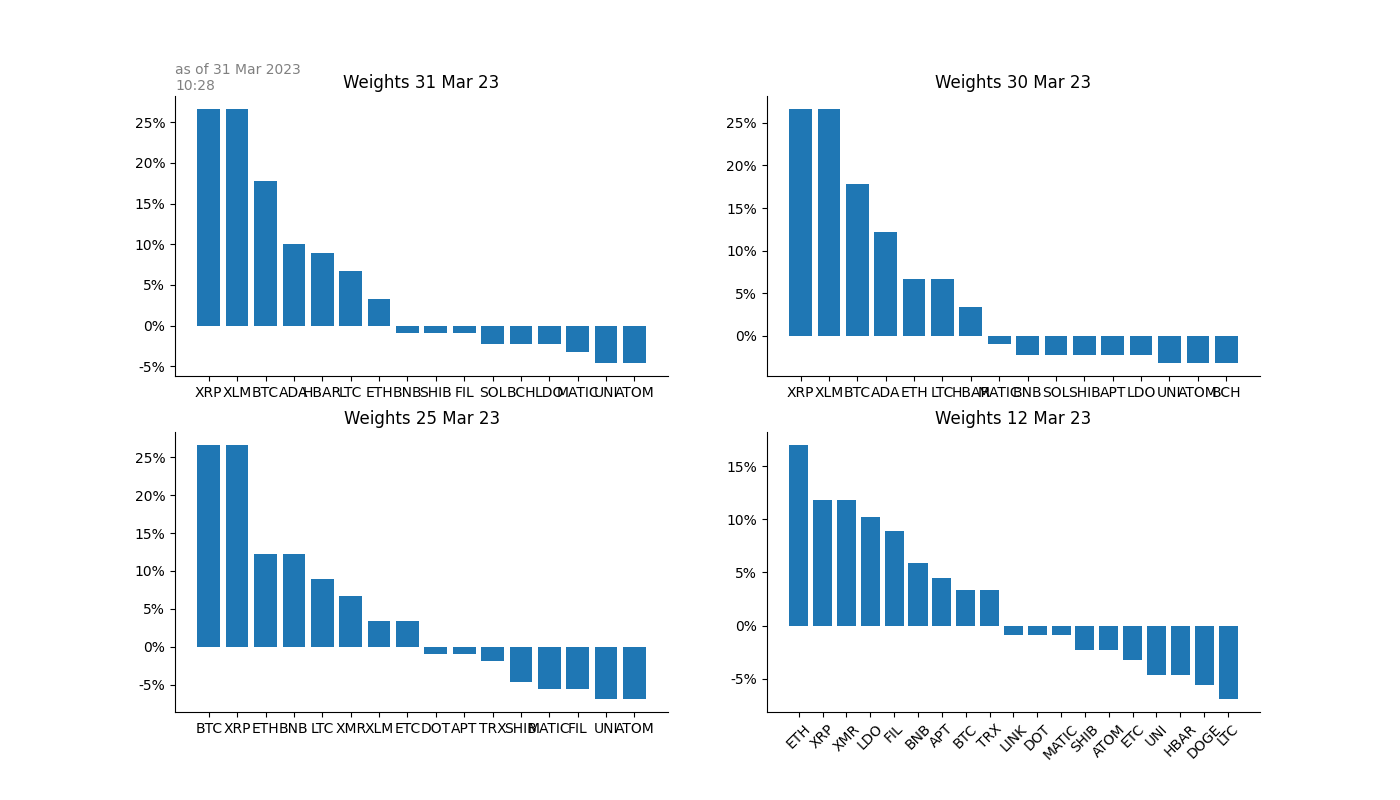 as of 31 Mar 2023
10:28
Weights 31 Mar 23
25%
20%
15%
10%
5%
0%
-5%
XRP XLM BTC ADA HBAR LTC ETH BNB SHIB FIL SOL BCH LDO MATIC UNI ATOM
Weights 30 Mar 23
25%
20%
15%
10%
5%
0%
XRP XLM BTC ADA ETH LTC HBAR MATIC BNB SOL SHIB APT LDO UNI ATOM BCH
Weights 25 Mar 23
25%
20%
15%
10%
5%
0%
-5%
BTC XRP ETH BNB LTC XMR XLM ETC DOT APT TRX SHIB MATIC FIL UNI ATOM
Weights 12 Mar 23
15%
10%
5%
0%
-5%
ETH XRP XMR LDO FIL BNB APT BTC TRX LINK DOT MATIC SHIB ATOM ETC UNI HBAR DOGE LTC